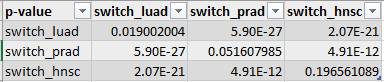 p-value switch_luad switch_prad switch_hnsc
switch_luad 0.019002004 5.90E-27 2.07E-21
switch_prad 5.90E-27 0.051607985 4.91E-12
switch_hnsc 2.07E-21 4.91E-12 0.196561089